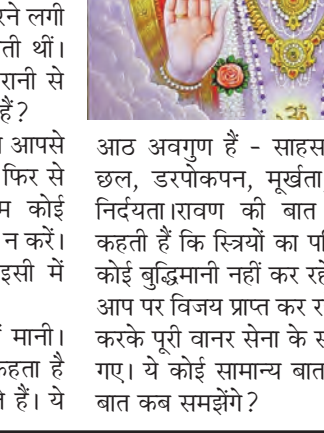 रने लगी
ती थीं।
रानी से
हैं?
आपसे
फिर से
म कोई
न करें।
इसी में
मानी।
कहता है
हैं। ये
आठ अवगुण हैं - साहस
छल, डरपोकपन, मूर्खता
निर्दयता।रावण की बात
कहती हैं कि स्त्रियों का प
कोई बुद्धिमानी नहीं कर रहे
आप पर विजय प्राप्त कर र
करके पूरी वानर सेना के स
गए। ये कोई सामान्य बात
बात कब समझेंगे?